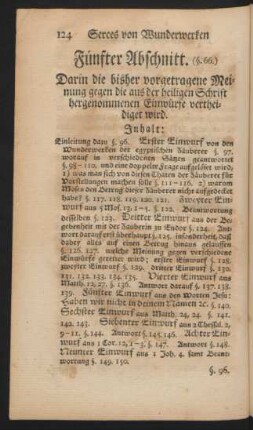 124 Serces von Wunderwerken
Fünfter Abschnitt. (§. 66.)
Darin die bisher vorgetragene Mei-
nung gegen die aus der heiligen Schrift
hergenommenen Einwürfe verthei-
diget wird.
Inhalt:
Einleitung dazu §. 96. Erster Einwurf von den
Wunderwerken der egyptischen Zäuberer §. 97.
worauf in verschiedenen Sätzen geantwortet
§. 98-110. und eine doppelte Frage aufgelöset wird;
1) was man sich von diesen Thaten der Zäuberer für
Vorstellungen machen solle §. 111-116. 2) warum
Moses den Betrug dieser Zäuberer nicht aufgedecket
habe? §. 117. 118. 119. 120. 121. Zweyter Ein-
wurf aus 5 Mos. 13, 1-3. §. 122. Beantwortung
desselben §. 123. Dritter Einwurf aus der Be-
gebenheit mit der Zäuberin zu Endor §. 124. Ant-
wort darauf erst überhaupt §. 125. insonderheit, daß
dabey alles auf einen Betrug hinaus gelaufen
§. 126. 127. welche Meinung gegen verschiedene
Einwürfe gerettet wird; erster Einwurf §. 128.
zweyter Einwurf §. 129. dritter Einwurf §. 130.
131. 132. 133. 134. 135. Vierter Einwurf aus
Matth. 12, 27. §. 136. Antwort darauf §. 137. 138.
139. Fünfter Einwurf aus den Worten Jesu:
Haben wir nicht in deinem Namen ꝛc. §. 140.
Sechster Einwurf aus Matth. 24, 24. §. 141.
142. 143. Siebenter Einwurf aus 2 Thessal. 2,
9-11. §. 144. Antwort §. 145. 146. Achter Ein-
wurf aus 1 Cor. 12, 1-3. §. 147. Antwort §. 148.
Neunter Einwurf aus 1 Joh. 4. samt Beant-
wortung §. 149. 150.
§. 96.